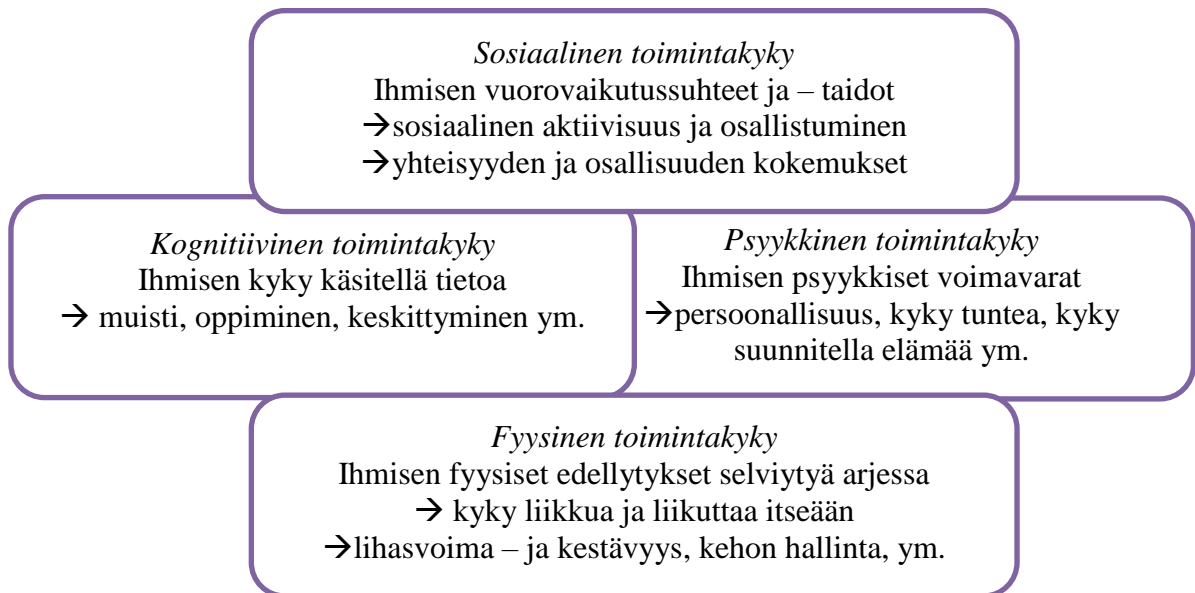 Sosiaalinen toimintakyky
Ihmisen vuorovaikutussuhteet ja – taidot
→sosiaalinen aktiivisuus ja osallistuminen
→yhteisyyden ja osallisuuden kokemukset
Kognitiivinen toimintakyky
Ihmisen kyky käsitellä tietoa
→ muisti, oppiminen, keskittyminen ym.
Psyykkinen toimintakyky
Ihmisen psyykkiset voimavarat
→persoonallisuus, kyky tuntea, kyky
suunnitella elämää ym.
Fyysinen toimintakyky
Ihmisen fyysiset edellytykset selviytyä arjessa
→ kyky liikkua ja liikuttaa itseään
→lihasvoima – ja kestävyys, kehon hallinta, ym.